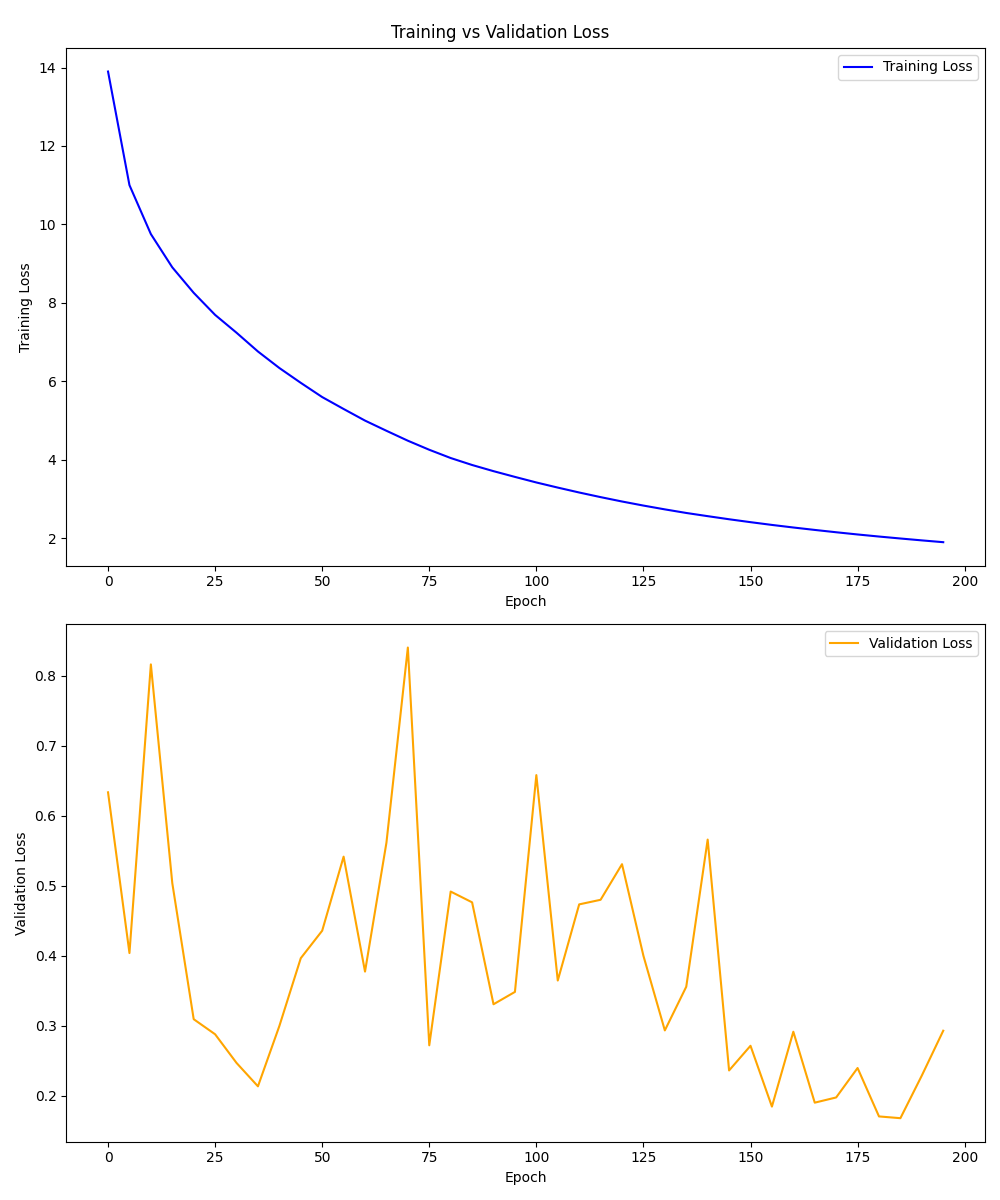 Training vs Validation Loss
Training Loss
14
12
10
8
6
4
2
Training Loss
0 25 50 75 100 125 150 175 200
Epoch
Validation Loss
0.8
0.7
0.6
0.5
0.4
0.3
0.2
Validation Loss
0 25 50 75 100 125 150 175 200
Epoch